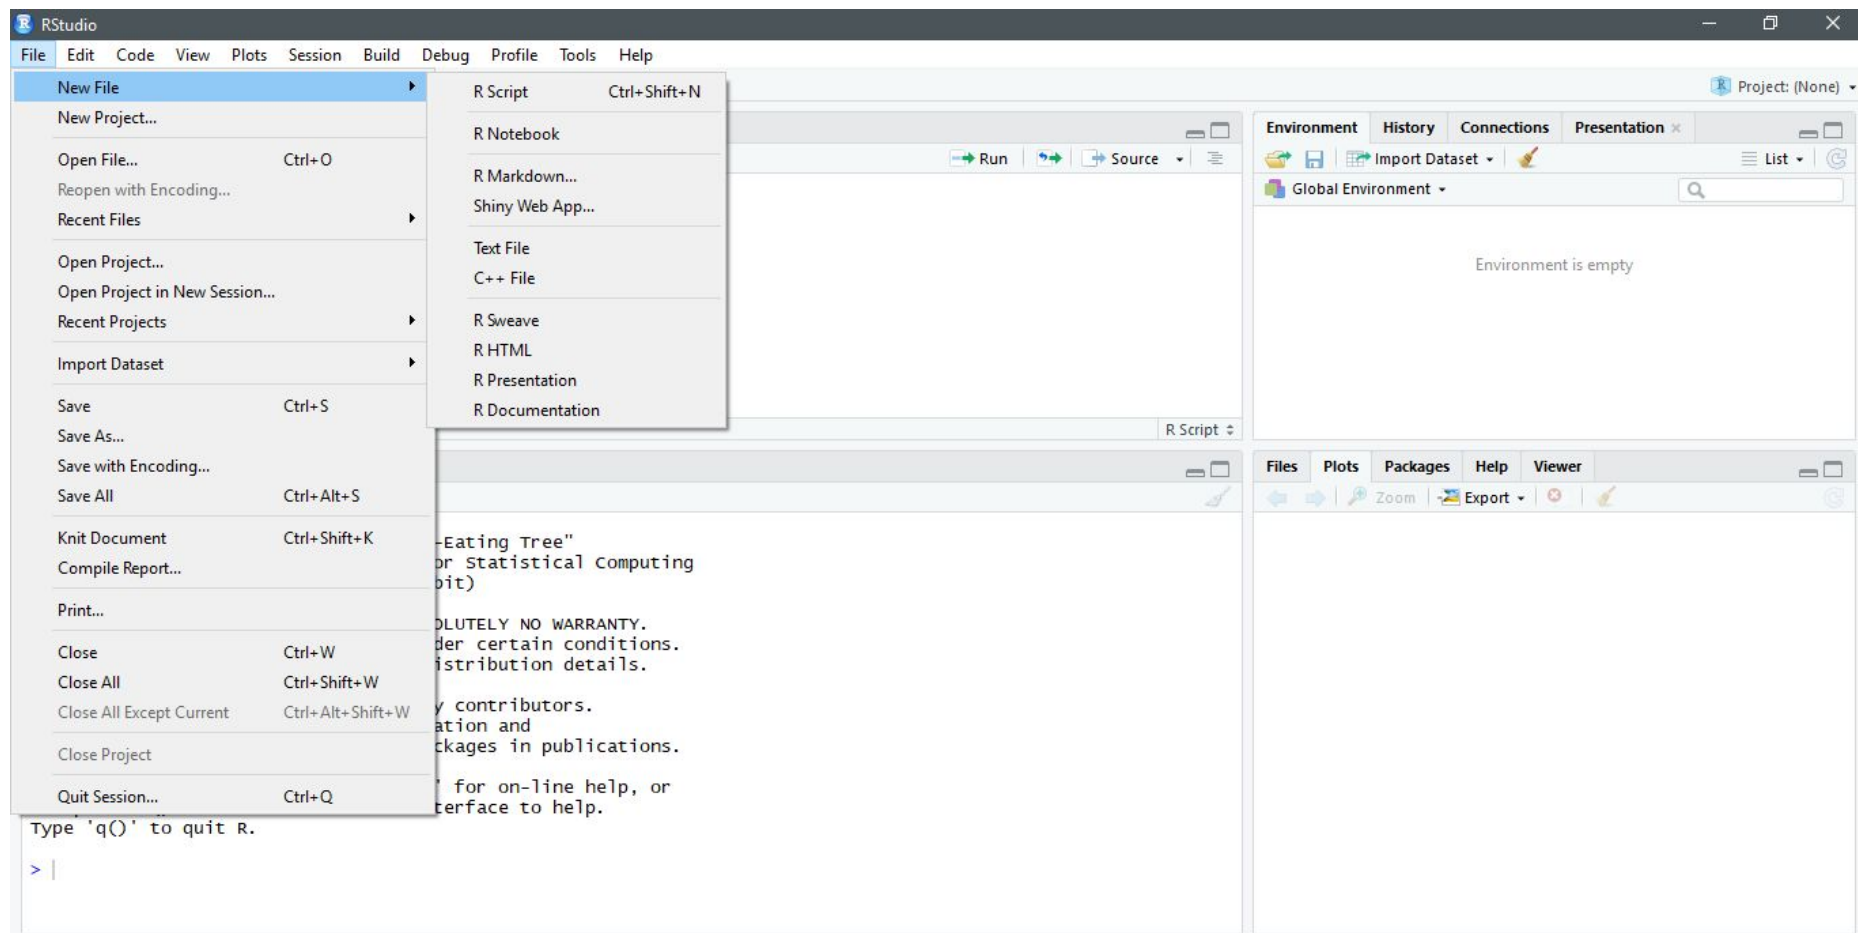 RStudio
File Edit Code View Plots Session Build Debug Profile Tools Help
New File
New Project...
Open File... Ctrl+O
Reopen with Encoding...
Recent Files
Open Project...
Open Project in New Session...
Recent Projects
Import Dataset
Save Ctrl+S
Save As...
Save with Encoding...
Save All Ctrl+Alt+S
Knit Document Ctrl+Shift+K
Compile Report...
Print...
Close Ctrl+W
Close All Ctrl+Shift+W
Close All Except Current Ctrl+Alt+Shift+W
Close Project
Quit Session... Ctrl+Q
R Script Ctrl+Shift+N
R Notebook
R Markdown...
Shiny Web App...
Text File
C++ File
R Sweave
R HTML
R Presentation
R Documentation
Project: (None)
Run Source
R Script
Environment History Connections Presentation
Import Dataset List
Global Environment
Environment is empty
Files Plots Packages Help Viewer
Zoom Export
-Eating Tree"
or Statistical Computing
bit)
OLUTELY NO WARRANTY.
der certain conditions.
istribution details.
y contributors.
ation and
ckages in publications.
' for on-line help, or
terface to help.
Type 'q()' to quit R.
>